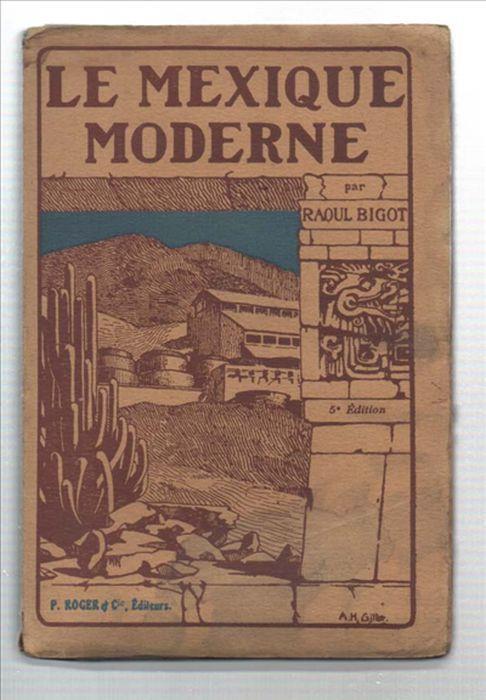 LE MEXIQUE
MODERNE
par
RAOUL BIGOT
5e Édition
P. ROGER & Cie, Éditeurs.
A.H.